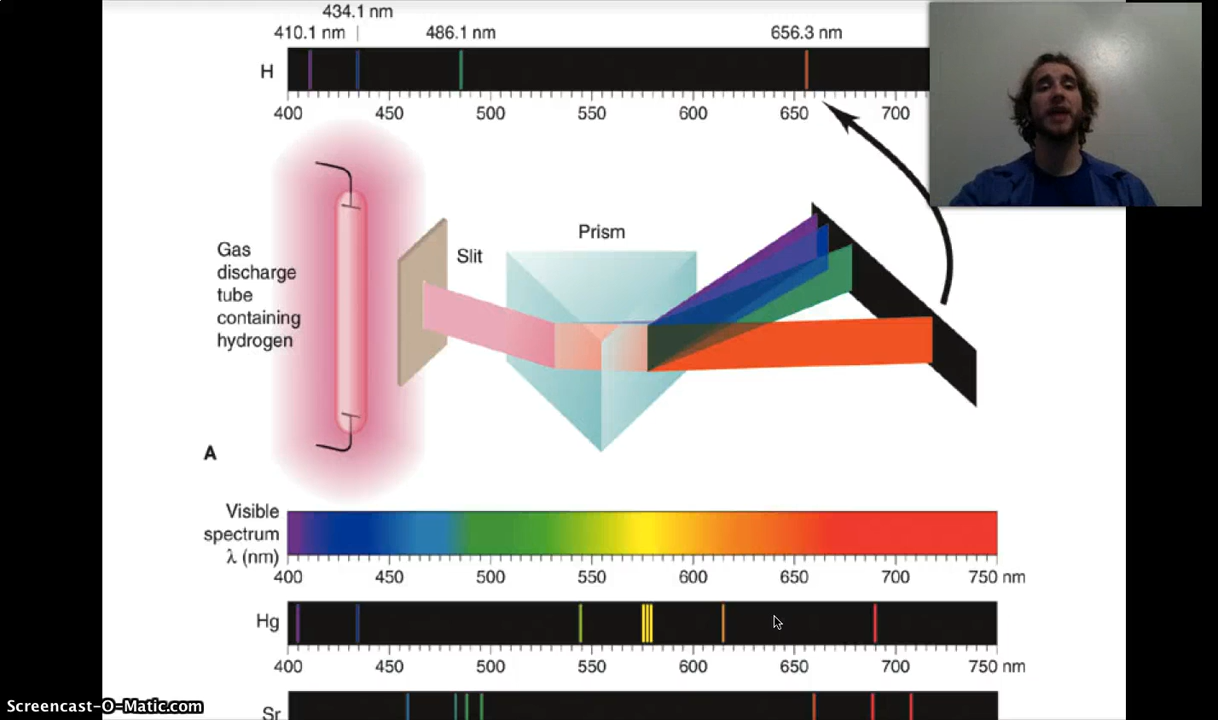 434.1 nm
410.1 nm 486.1 nm 656.3 nm
H
400 450 500 550 600 650 700
Prism
Slit
Gas
discharge
tube
containing
hydrogen
A
Visible
spectrum
λ (nm)
400 450 500 550 600 650 700 750 nm
Hg
400 450 500 550 600 650 700 750 nm
Sr
Screencast-O-Matic.com